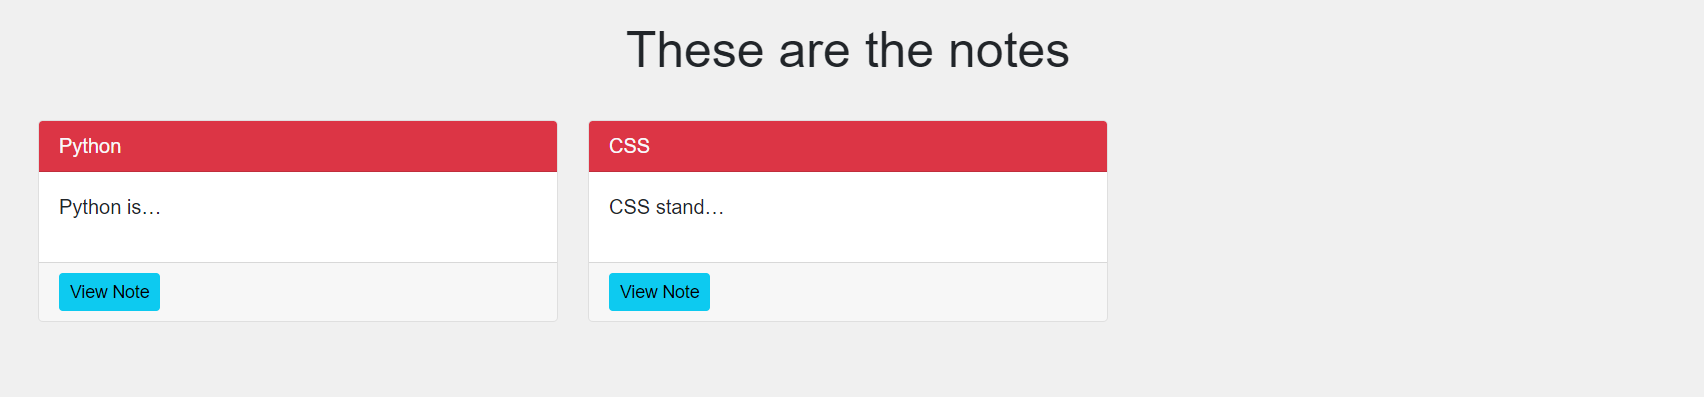 These are the notes
Python
Python is…
View Note
CSS
CSS stand…
View Note